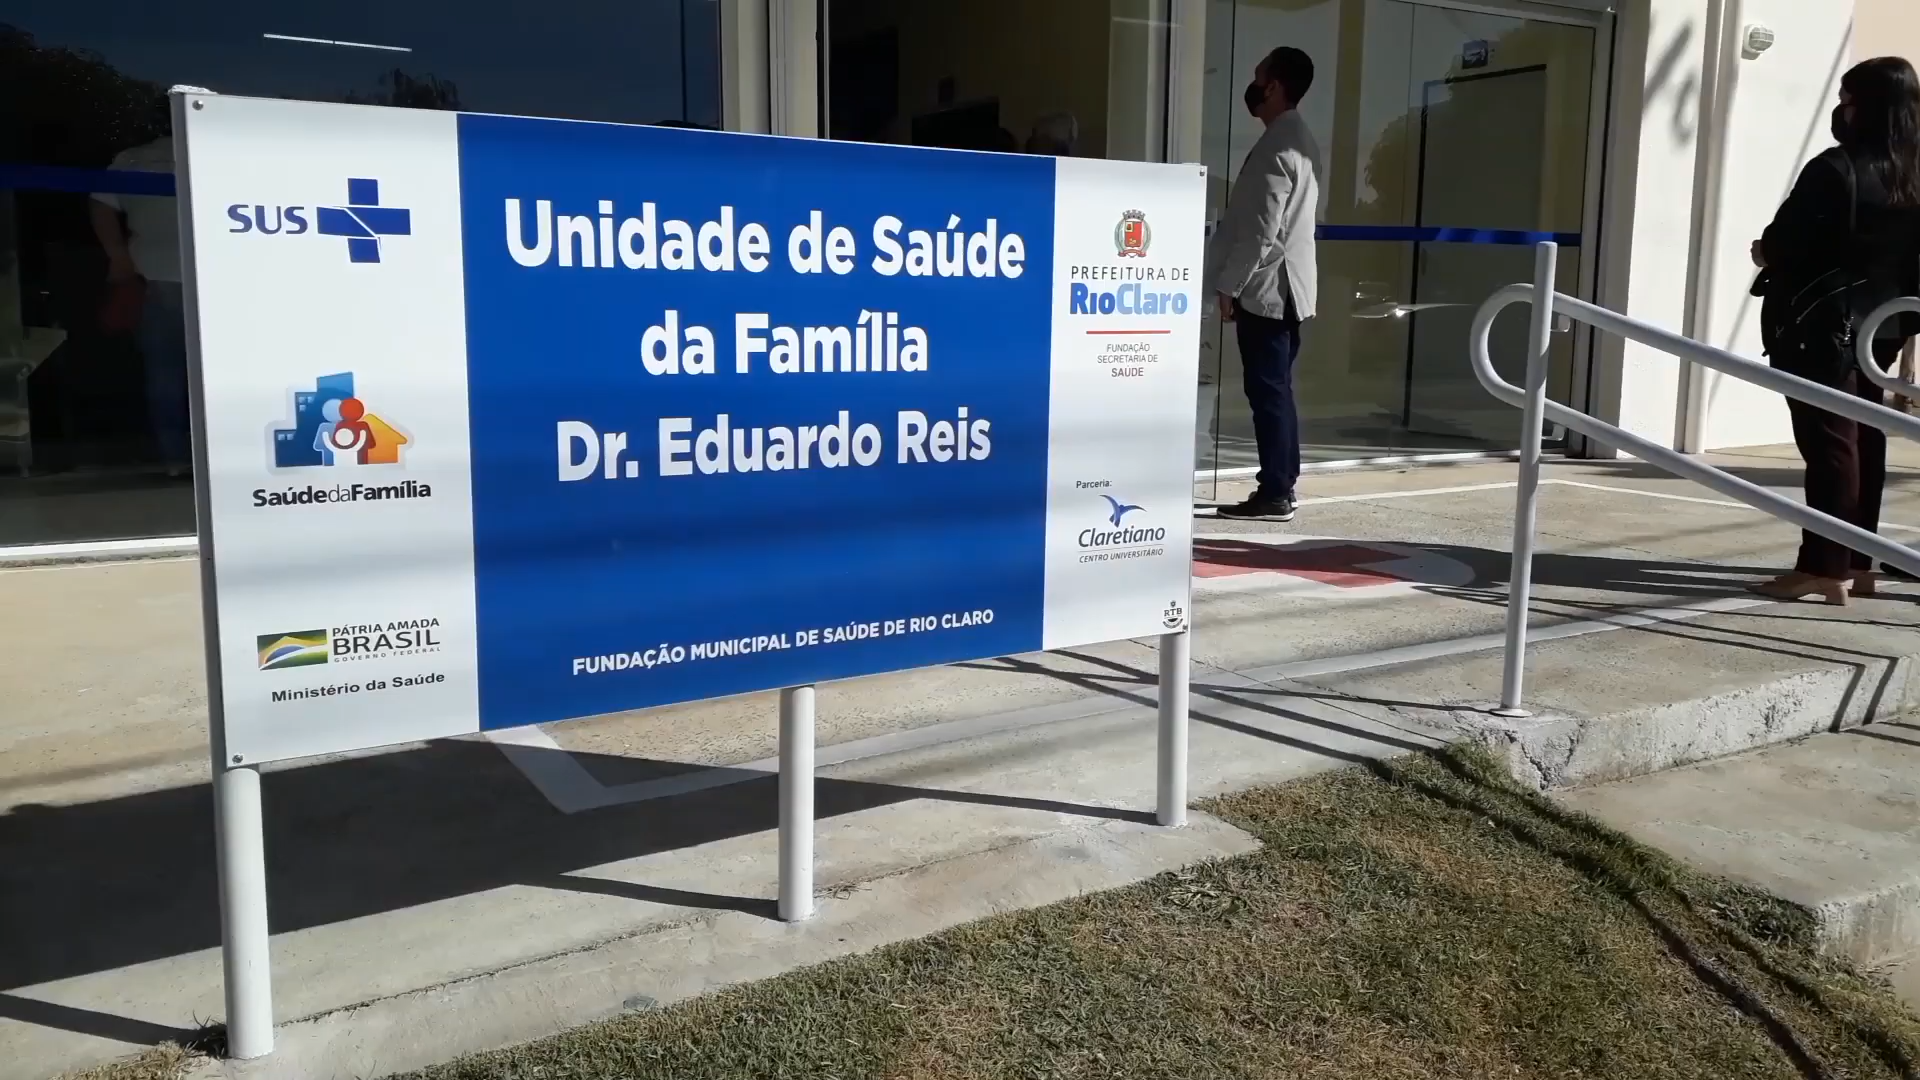 SUS
SaúdedaFamília
PÁTRIA AMADA
BRASIL
GOVERNO FEDERAL
Ministério da Saúde
Unidade de Saúde
da Família
Dr. Eduardo Reis
FUNDAÇÃO MUNICIPAL DE SAÚDE DE RIO CLARO
PREFEITURA DE
RIOClaro
FUNDAÇÃO
SECRETARIA DE
SAÚDE
Parceria:
Claretiano
CENTRO UNIVERSITÁRIO
RTB